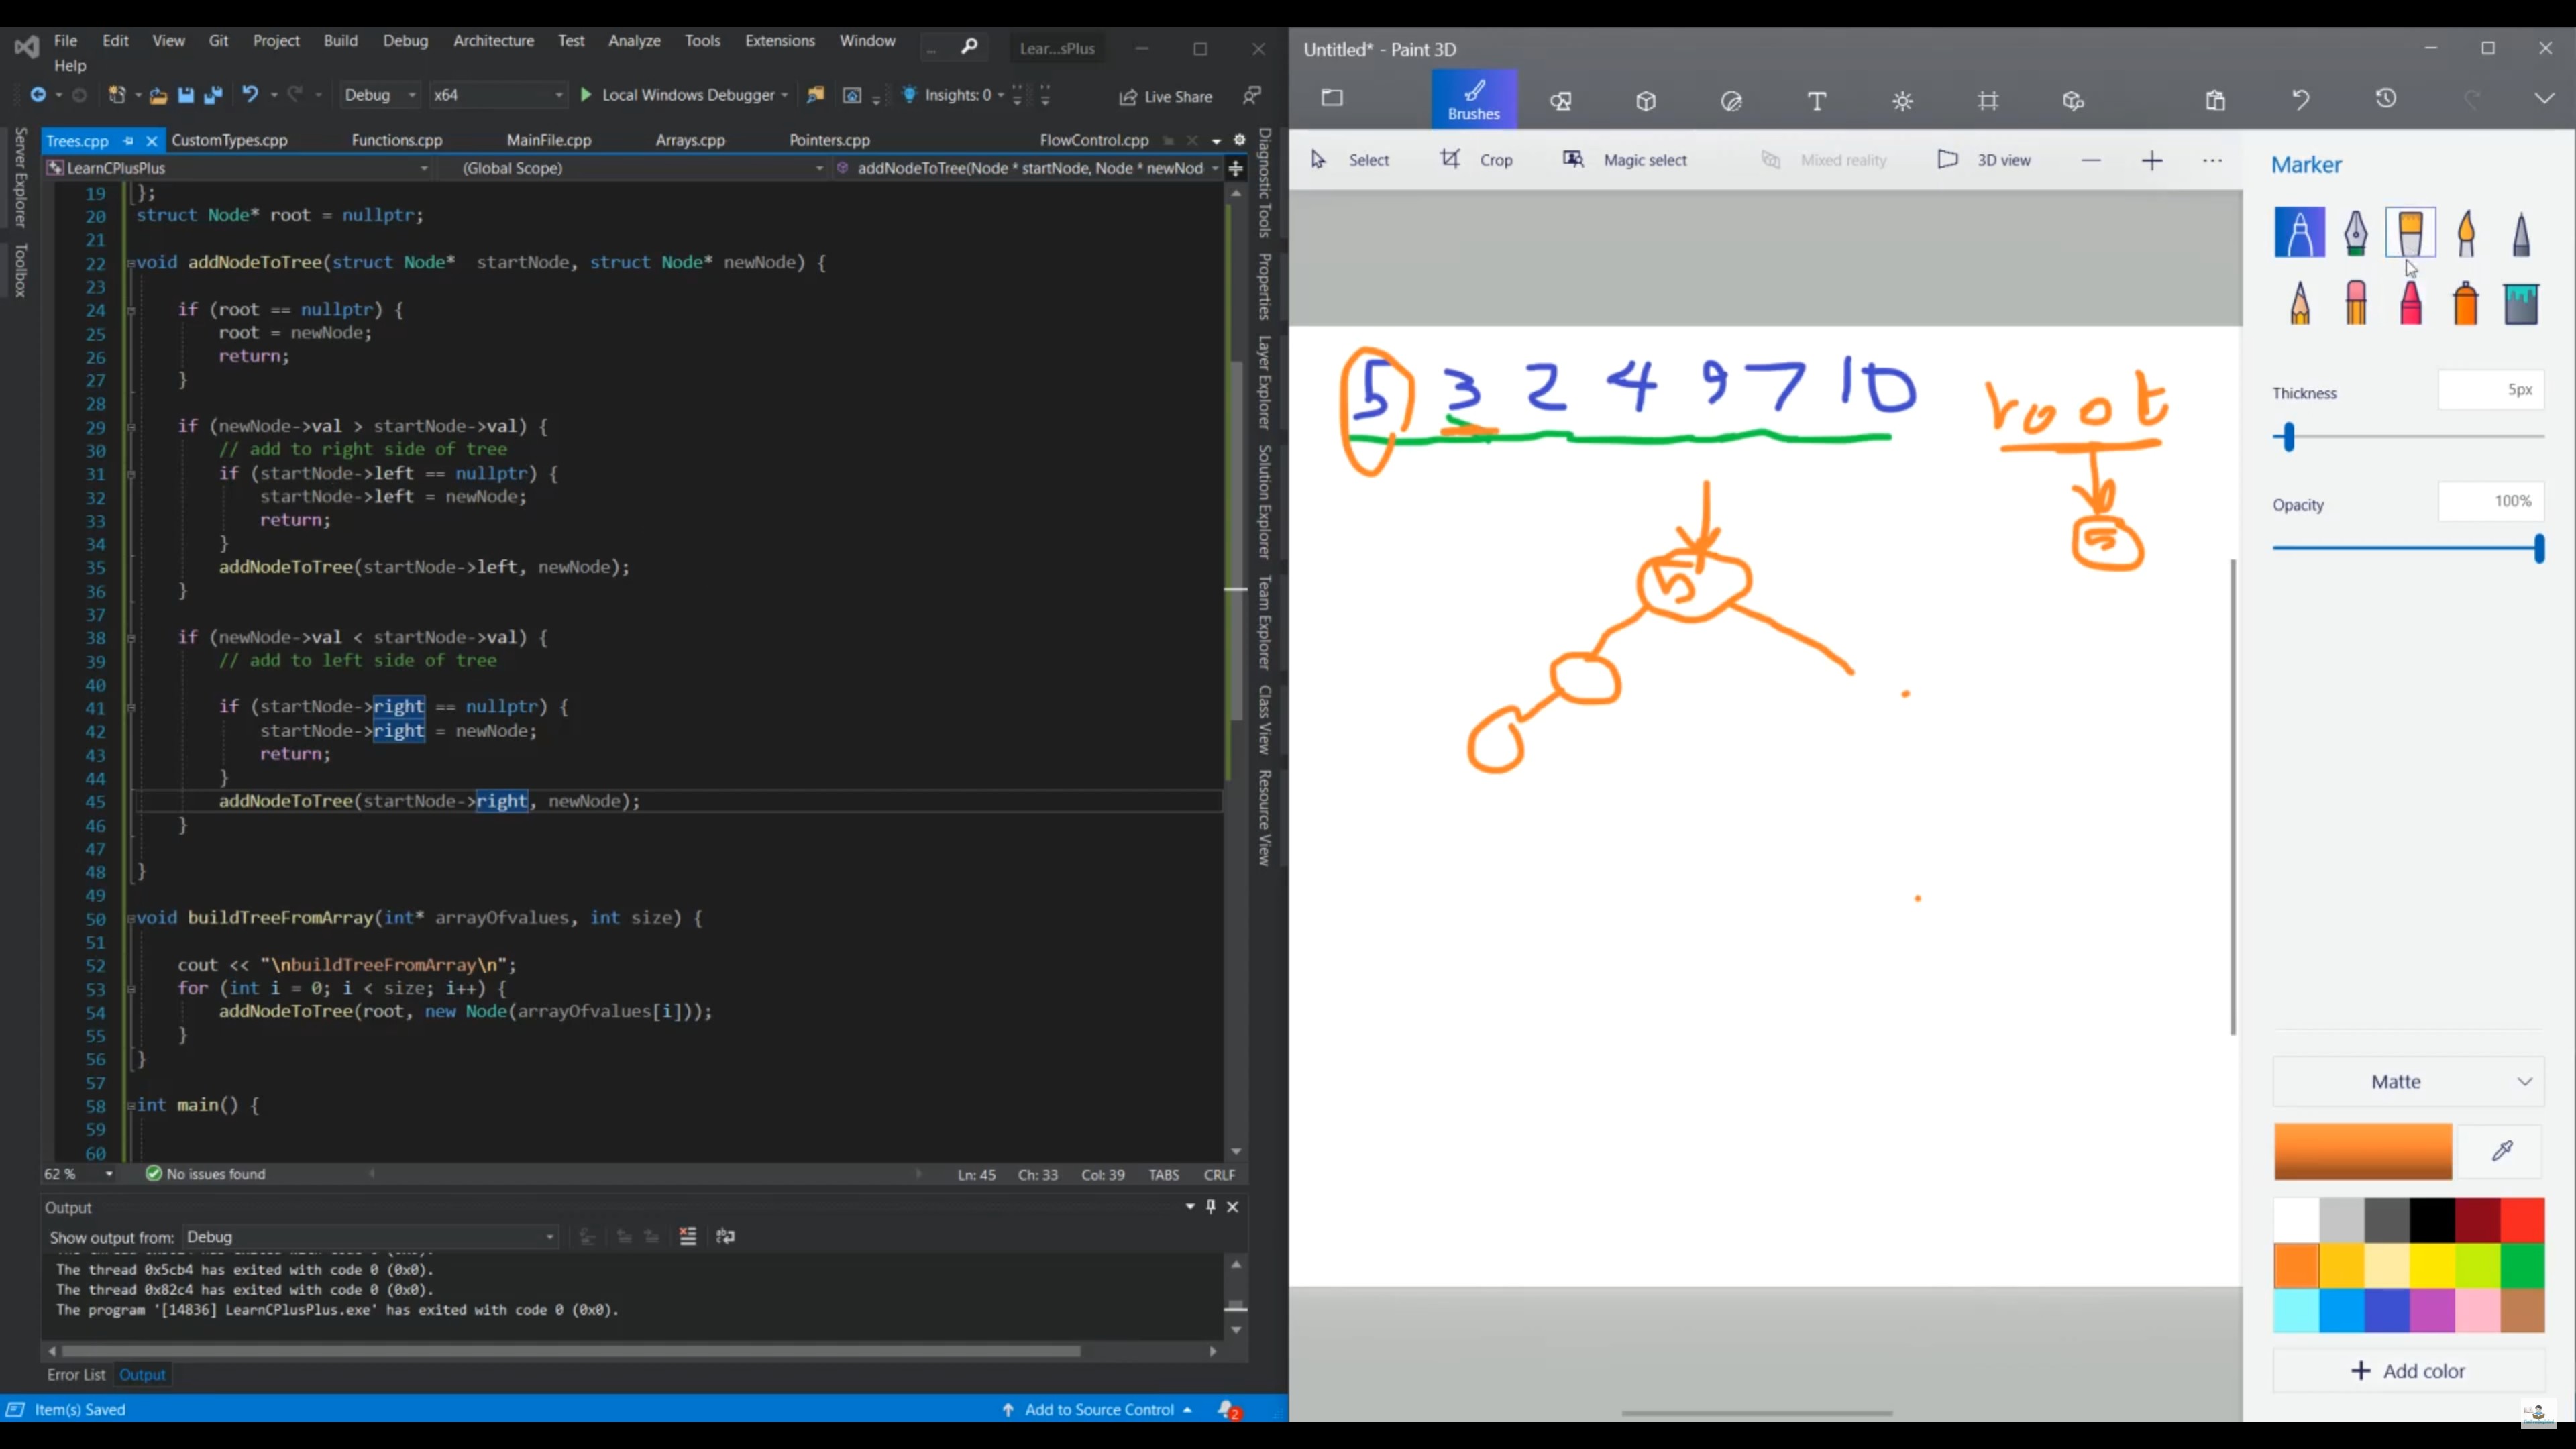 File Edit View Git Project Build Debug Architecture Test Analyze Tools Extensions Window ... Lear...sPlus
Help
Debug x64 Local Windows Debugger Insights: 0 Live Share
Trees.cpp CustomTypes.cpp Functions.cpp MainFile.cpp Arrays.cpp Pointers.cpp FlowControl.cpp
LearnCPlusPlus (Global Scope) addNodeToTree(Node * startNode, Node * newNod
Server Explorer
Toolbox
19 };
20 struct Node* root = nullptr;
21
22 void addNodeToTree(struct Node*  startNode, struct Node* newNode) {
23
24 if (root == nullptr) {
25 root = newNode;
26 return;
27 }
28
29 if (newNode->val > startNode->val) {
30 // add to right side of tree
31 if (startNode->left == nullptr) {
32 startNode->left = newNode;
33 return;
34 }
35 addNodeToTree(startNode->left, newNode);
36 }
37
38 if (newNode->val < startNode->val) {
39 // add to left side of tree
40
41 if (startNode->right == nullptr) {
42 startNode->right = newNode;
43 return;
44 }
45 addNodeToTree(startNode->right, newNode);
46 }
47
48 }
49
50 void buildTreeFromArray(int* arrayOfvalues, int size) {
51
52 cout << "\nbuildTreeFromArray\n";
53 for (int i = 0; i < size; i++) {
54 addNodeToTree(root, new Node(arrayOfvalues[i]));
55 }
56 }
57
58 int main() {
59
60
62 % No issues found Ln: 45 Ch: 33 Col: 39 TABS CRLF
Output
Show output from: Debug
The thread 0x5cb4 has exited with code 0 (0x0).
The thread 0x82c4 has exited with code 0 (0x0).
The program '[14836] LearnCPlusPlus.exe' has exited with code 0 (0x0).
Error List Output
Item(s) Saved Add to Source Control 2
Diagnostic Tools
Properties
Layer Explorer
Solution Explorer
Team Explorer
Class View
Resource View
Untitled* - Paint 3D
Brushes
Select Crop Magic select Mixed reality 3D view
5 3 2 4 9 7 10
root
5
5
Marker
Thickness 5px
Opacity 100%
Matte
Add color